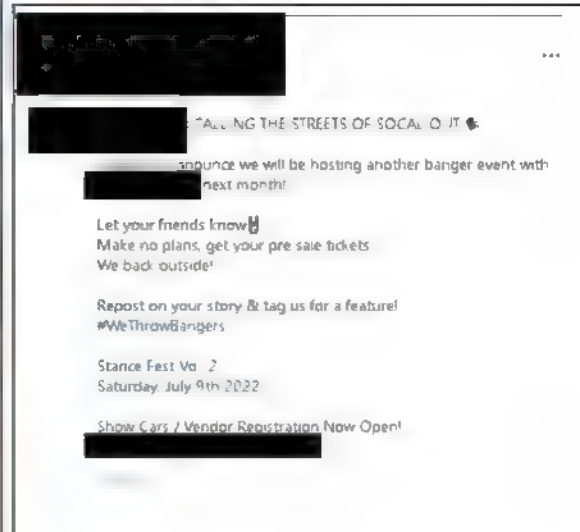 CALLING THE STREETS OF SOCAL OUT
announce we will be hosting another banger event with
next month!
Let your friends know
Make no plans, get your pre sale tickets
We back outside!
Repost on your story & tag us for a feature!
#WeThrowBangers
Stance Fest Vol 2
Saturday, July 9th 2022
Show Cars / Vendor Registration Now Open!